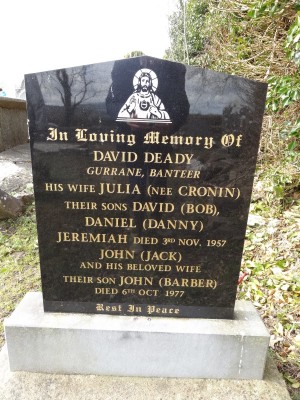 In Loving Memory Of
DAVID DEADY
GURRANE, BANTEER
HIS WIFE JULIA (NEE CRONIN)
THEIR SONS DAVID (BOB),
DANIEL (DANNY)
JEREMIAH DIED 3RD NOV. 1957
JOHN (JACK)
AND HIS BELOVED WIFE
THEIR SON JOHN (BARBER)
DIED 6TH OCT 1977
Rest In Peace